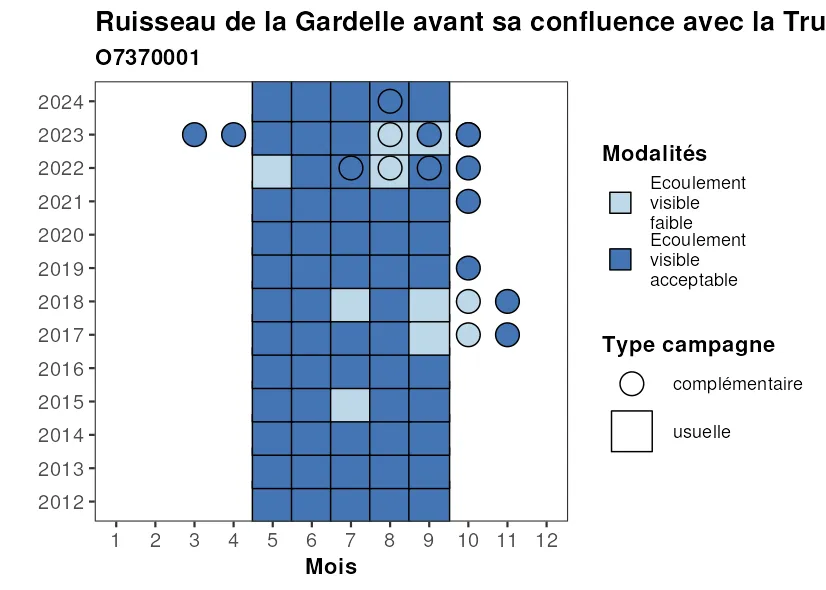 Ruisseau de la Gardelle avant sa confluence avec la Tru
O7370001
2024
2023
2022
2021
2020
2019
2018
2017
2016
2015
2014
2013
2012
1 2 3 4 5 6 7 8 9 10 11 12
Mois
Modalités
Ecoulement
visible
faible
Ecoulement
visible
acceptable
Type campagne
complémentaire
usuelle